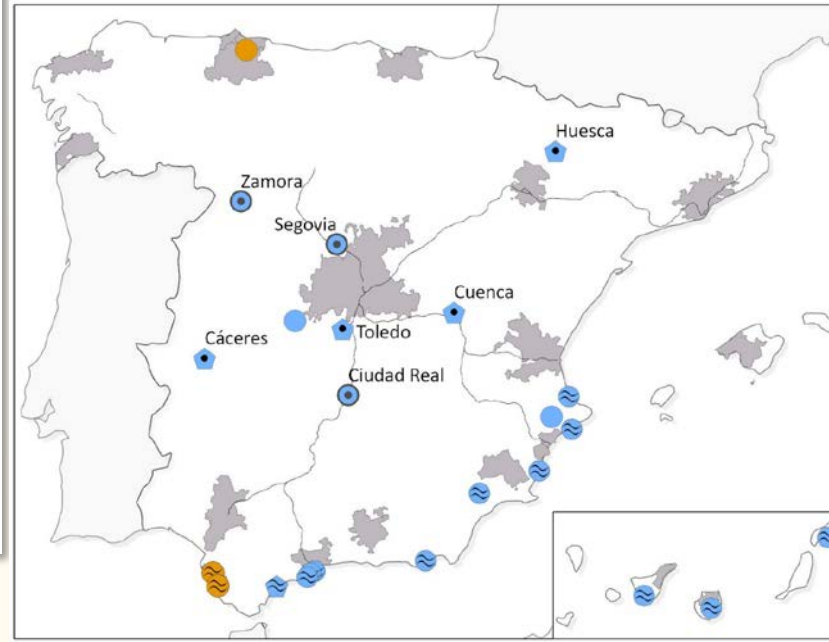 Huesca
Zamora
Segovia
Cuenca
Toledo
Cáceres
Ciudad Real